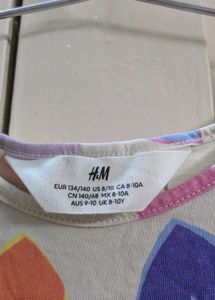 H&M
EUR 134/140 US 8/10 CA 8-10A
CN 140/68 MX 8-10A
AUS 9-10 UK 8-10Y